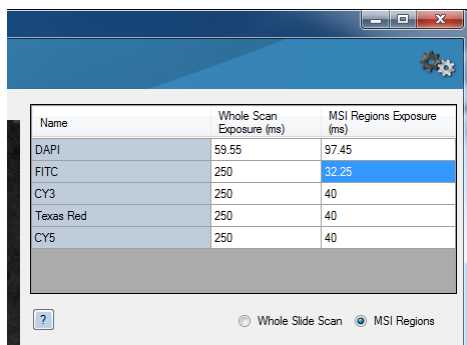 Name Whole Scan Exposure (ms) MSI Regions Exposure (ms)
DAPI 59.55 97.45
FITC 250 32.25
CY3 250 40
Texas Red 250 40
CY5 250 40
? Whole Slide Scan MSI Regions